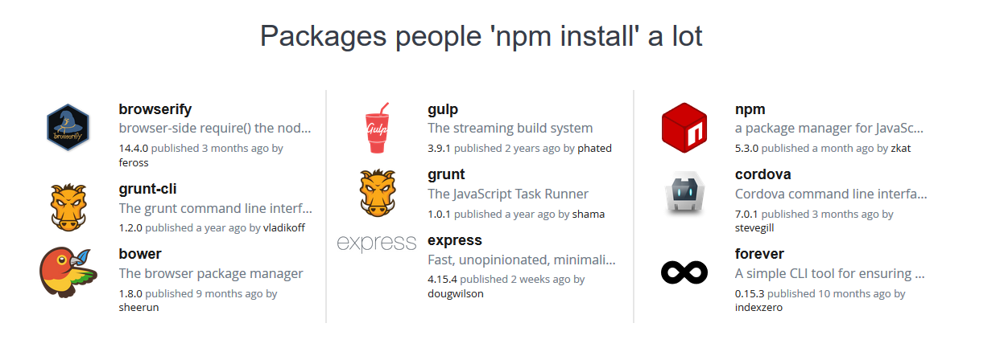 Packages people 'npm install' a lot
browserify
browserify
browser-side require() the nod...
14.4.0 published 3 months ago by
feross
grunt-cli
The grunt command line interf...
1.2.0 published a year ago by vladikoff
bower
The browser package manager
1.8.0 published 9 months ago by
sheerun
Gulp
gulp
The streaming build system
3.9.1 published 2 years ago by phated
grunt
The JavaScript Task Runner
1.0.1 published a year ago by shama
express
express
Fast, unopinionated, minimali...
4.15.4 published 2 weeks ago by
dougwilson
n
npm
a package manager for JavaSc...
5.3.0 published a month ago by zkat
cordova
Cordova command line interfa...
7.0.1 published 3 months ago by
stevegill
forever
A simple CLI tool for ensuring ...
0.15.3 published 10 months ago by
indexzero